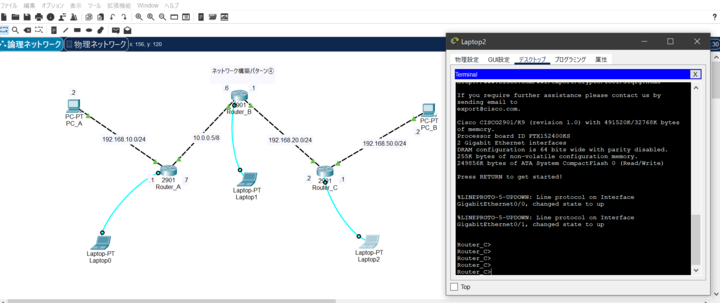 ファイル 編集 オプション 表示 ツール 拡張機能 Window ヘルプ
論理ネットワーク 物理ネットワーク x: 156, y: 120
ネットワーク構築パターン④
.2
PC-PT
PC_A
192.168.10.0/24
.1
2901
.7
Router_A
10.0.0.5/8
.6
.1
2901
Router_B
192.168.20.0/24
.2
2901
.1
Router_C
192.168.50.0/24
.2
PC-PT
PC_B
Laptop-PT
Laptop0
Laptop-PT
Laptop1
Laptop-PT
Laptop2
Laptop2
物理設定 GUI設定 デスクトップ プログラミング 属性
Terminal X
If you require further assistance please contact us by
sending email to
export@cisco.com.
Cisco CISCO2901/K9 (revision 1.0) with 491520K/32768K bytes
of memory.
Processor board ID FTX152400KS
2 Gigabit Ethernet interfaces
DRAM configuration is 64 bits wide with parity disabled.
255K bytes of non-volatile configuration memory.
249856K bytes of ATA System CompactFlash 0 (Read/Write)
Press RETURN to get started!
%LINEPROTO-5-UPDOWN: Line protocol on Interface
GigabitEthernet0/0, changed state to up
%LINEPROTO-5-UPDOWN: Line protocol on Interface
GigabitEthernet0/1, changed state to up
Router_C>
Router_C>
Router_C>
Router_C>
Router_C>
Top